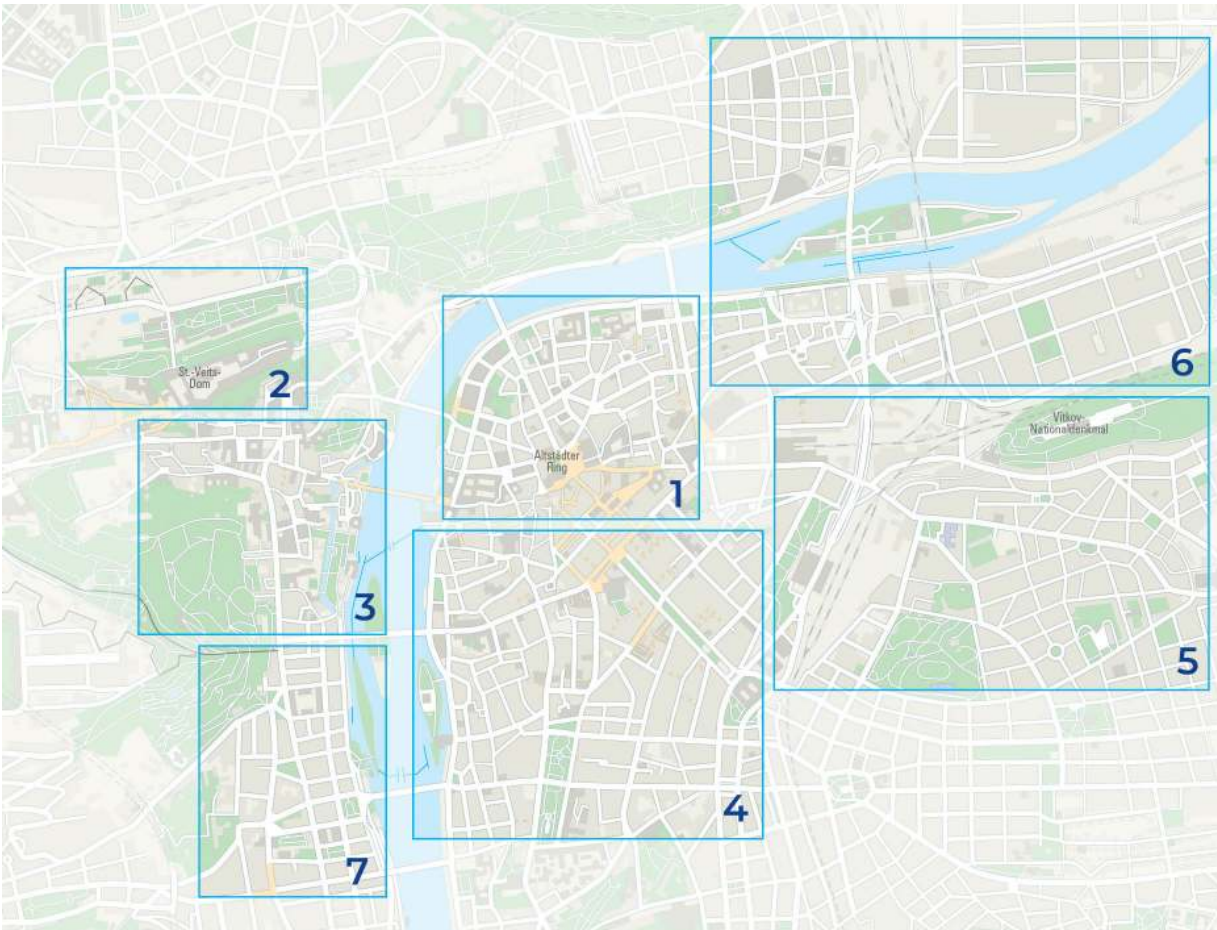 6
2
St.-Veits-
Dom
1
Altstädter
Ring
5
Vitkov-
Nationaldenkmal
3
4
7